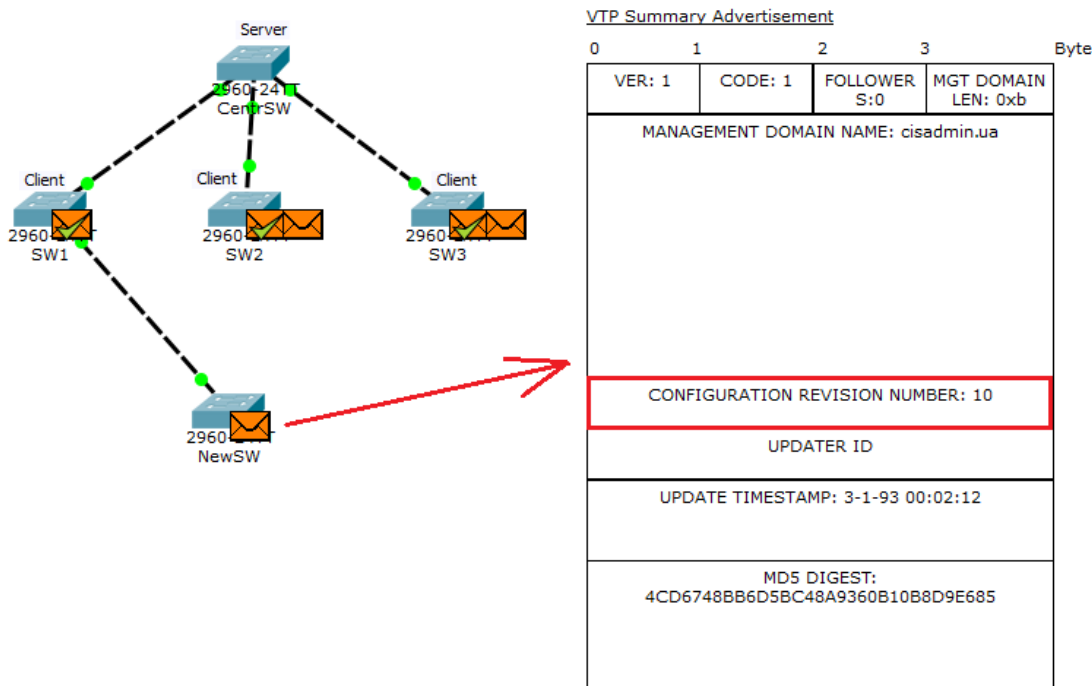 Server
2960-24TT
CentrSW
Client
SW1
Client
SW2
Client
SW3
NewSW
VTP Summary Advertisement
0 1 2 3 Byte
VER: 1
CODE: 1
FOLLOWER
S:0
MGT DOMAIN
LEN: 0xb
MANAGEMENT DOMAIN NAME: cisadmin.ua
CONFIGURATION REVISION NUMBER: 10
UPDATER ID
UPDATE TIMESTAMP: 3-1-93 00:02:12
MD5 DIGEST:
4CD6748BB6D5BC48A9360B10B8D9E685